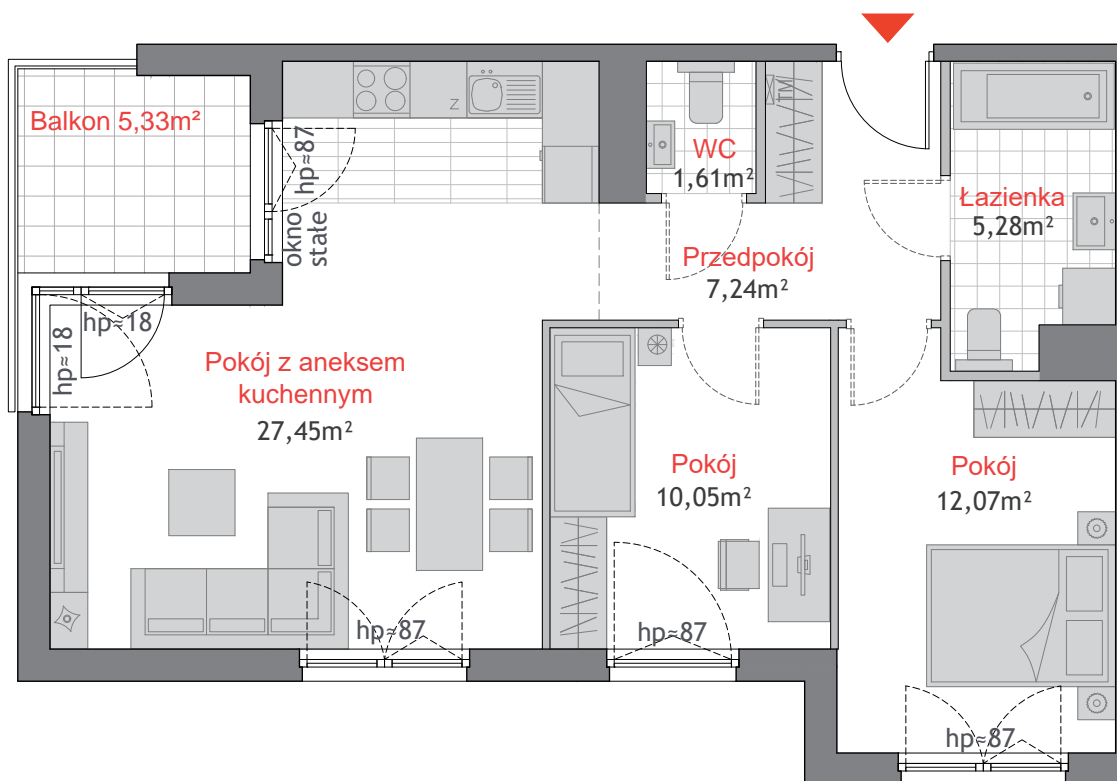 Balkon 5,33m²
hp≈87
okno
stałe
Z
WC
1,61m²
TM
Łazienka
5,28m²
Przedpokój
7,24m²
hp≈18
hp≈18
Pokój z aneksem
kuchennym
27,45m²
Pokój
10,05m²
Pokój
12,07m²
hp≈87
hp≈87
hp≈87